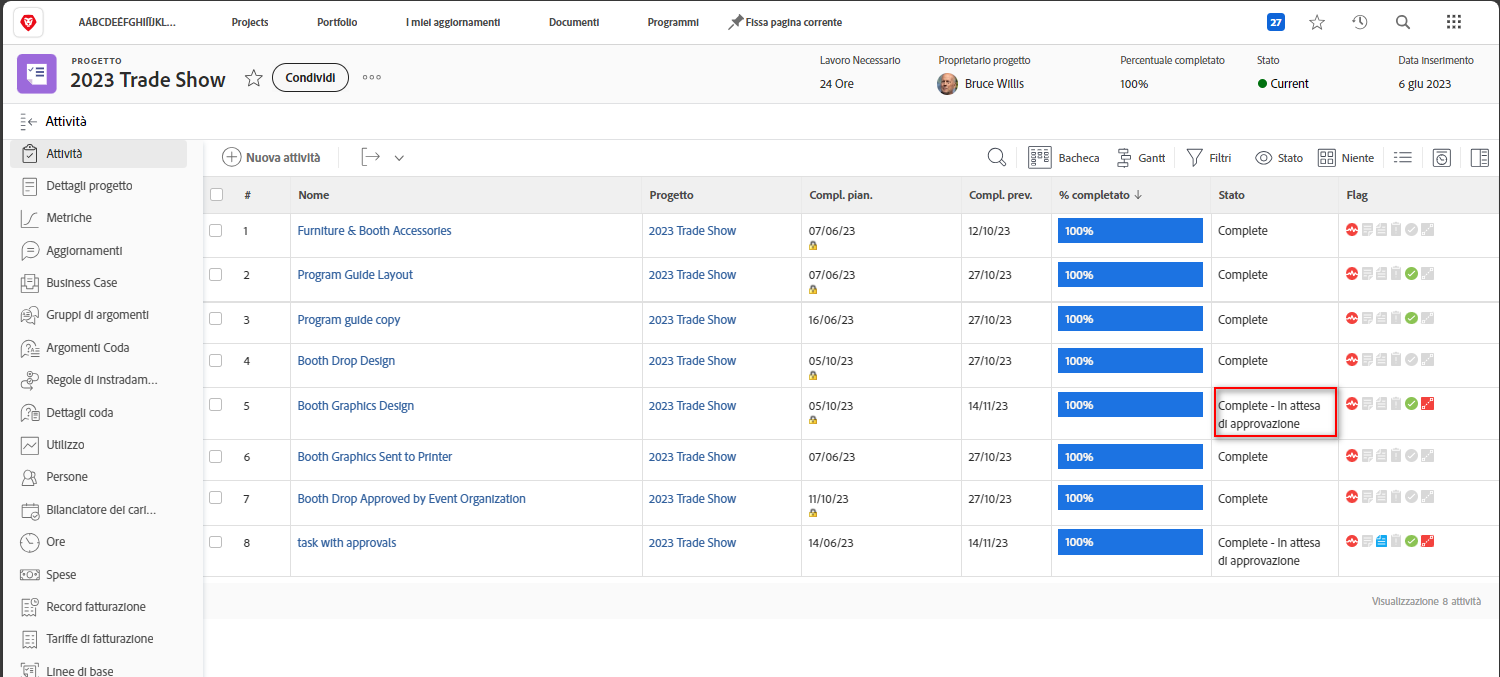 AÁBCDEÉFGHIÍJKL... Projects Portfolio I miei aggiornamenti Documenti Programmi Fissa pagina corrente 27
PROGETTO
2023 Trade Show Condividi
Lavoro Necessario Proprietario progetto Percentuale completato Stato Data Inserimento
24 Ore Bruce Willis 100% Current 6 giu 2023
Attività
Attività
Dettagli progetto
Metriche
Aggiornamenti
Business Case
Gruppi di argomenti
Argomenti Coda
Regole di instradam...
Dettagli coda
Utilizzo
Persone
Bilanciatore dei cari...
Ore
Spese
Record fatturazione
Tariffe di fatturazione
Linee di base
Nuova attività Bacheca Gantt Filtri Stato Niente
# Nome Progetto Compl. pian. Compl. prev. % completato Stato Flag
1 Furniture & Booth Accessories 2023 Trade Show 07/06/23 12/10/23 100% Complete
2 Program Guide Layout 2023 Trade Show 07/06/23 27/10/23 100% Complete
3 Program guide copy 2023 Trade Show 16/06/23 27/10/23 100% Complete
4 Booth Drop Design 2023 Trade Show 05/10/23 27/10/23 100% Complete
5 Booth Graphics Design 2023 Trade Show 05/10/23 14/11/23 100% Complete - In attesa
di approvazione
6 Booth Graphics Sent to Printer 2023 Trade Show 07/06/23 27/10/23 100% Complete
7 Booth Drop Approved by Event Organization 2023 Trade Show 11/10/23 27/10/23 100% Complete
8 task with approvals 2023 Trade Show 14/06/23 14/11/23 100% Complete - In attesa
di approvazione
Visualizzazione 8 attività